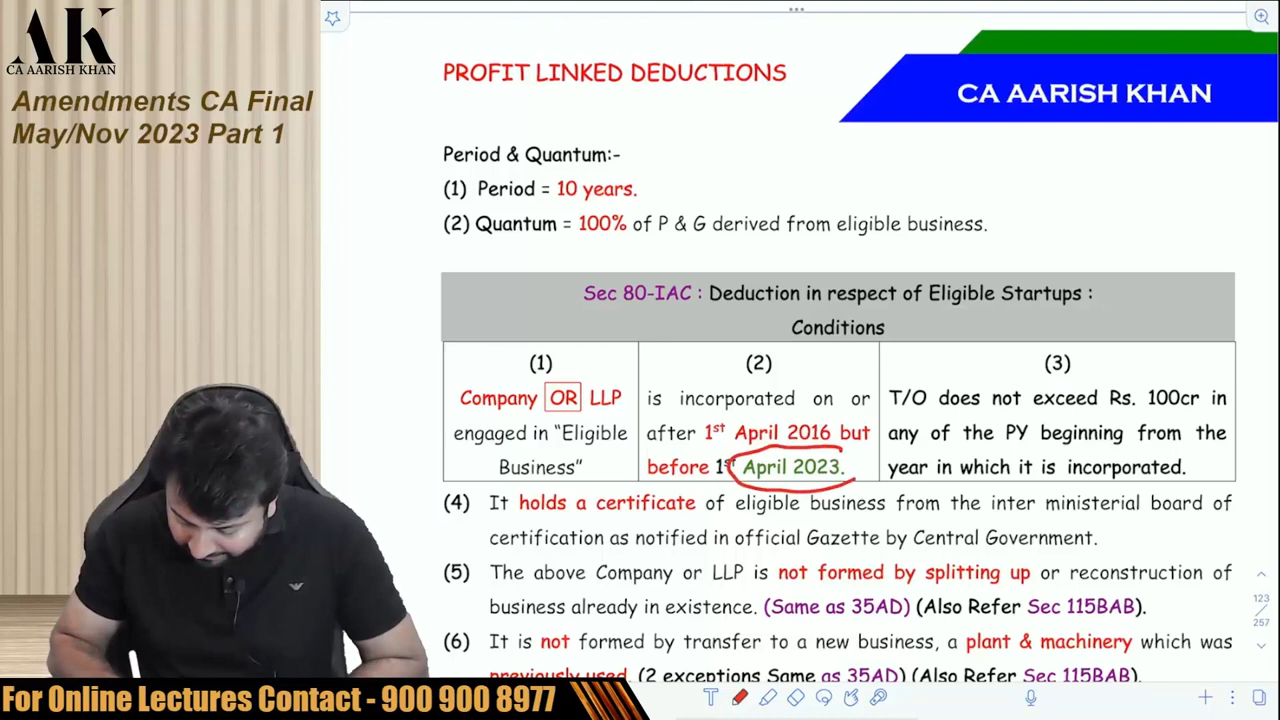 AK
CA AARISH KHAN
Amendments CA Final
May/Nov 2023 Part 1
PROFIT LINKED DEDUCTIONS
CA AARISH KHAN
Period & Quantum:-
(1) Period = 10 years.
(2) Quantum = 100% of P & G derived from eligible business.
Sec 80-IAC : Deduction in respect of Eligible Startups :
Conditions
(1)
Company OR LLP
engaged in “Eligible
Business”
(2)
is incorporated on or
after 1st April 2016 but
before 1st April 2023.
(3)
T/O does not exceed Rs. 100cr in
any of the PY beginning from the
year in which it is incorporated.
(4) It holds a certificate of eligible business from the inter ministerial board of
certification as notified in official Gazette by Central Government.
(5) The above Company or LLP is not formed by splitting up or reconstruction of
business already in existence. (Same as 35AD) (Also Refer Sec 115BAB).
(6) It is not formed by transfer to a new business, a plant & machinery which was
previously used. (2 exceptions Same as 35AD) (Also Refer Sec 115BAB).
123
257
For Online Lectures Contact - 900 900 8977